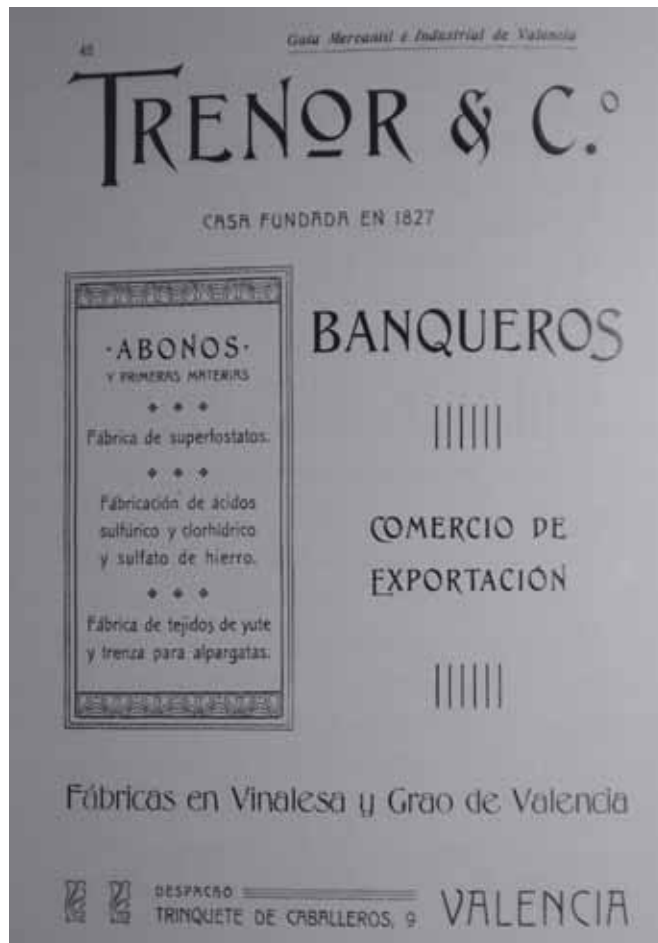 48
Guia Mercantil é Industrial de Valencia
TRENOR & C.º
CASA FUNDADA EN 1827
·ABONOS·
Y PRIMERAS MATERIAS
Fábrica de superfosfatos.
Fabricación de ácidos
sulfúrico y clorhídrico
y sulfato de hierro.
Fábrica de tejidos de yute
y trenza para alpargatas.
BANQUEROS
COMERCIO DE
EXPORTACIÓN
Fábricas en Vinalesa y Grao de Valencia
DESPACHO
TRINQUETE DE CABALLEROS, 9
VALENCIA